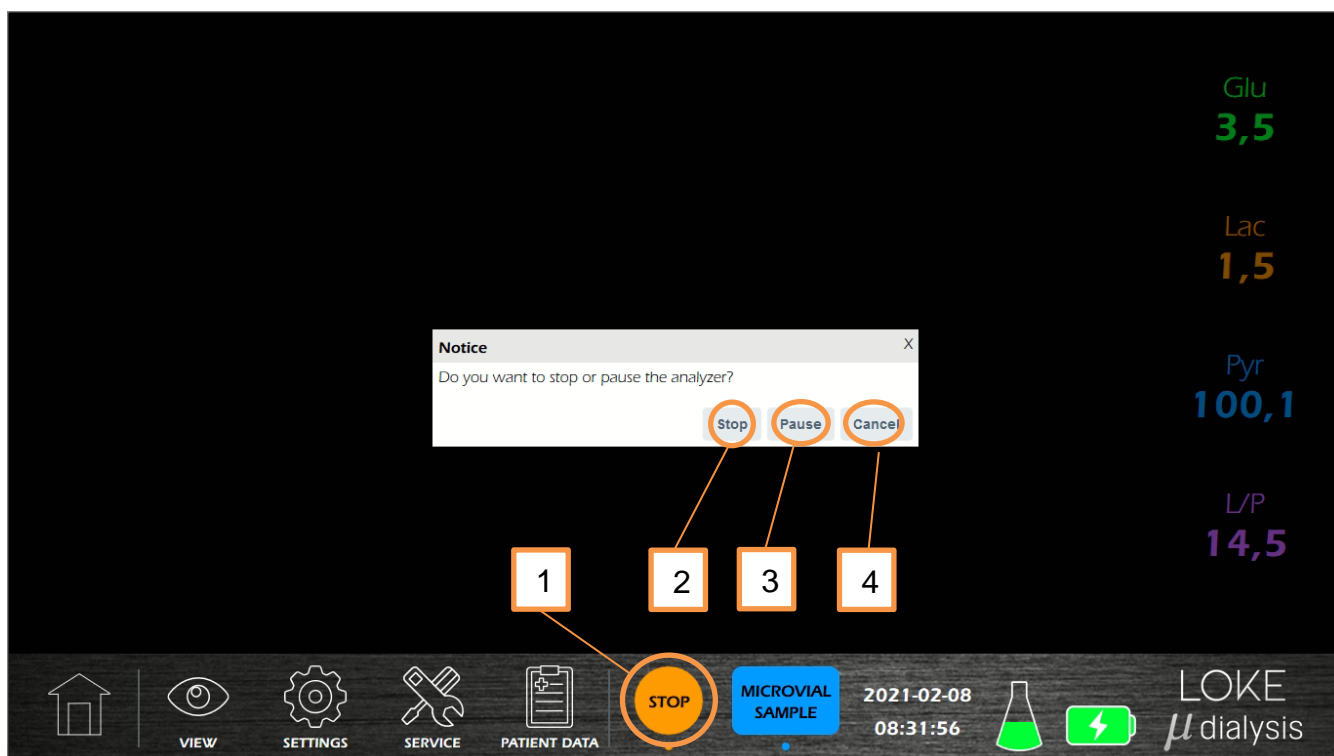 Glu
3,5
Lac
1,5
Pyr
100,1
L/P
14,5
Notice X
Do you want to stop or pause the analyzer?
Stop Pause Cancel
1 2 3 4
VIEW SETTINGS SERVICE PATIENT DATA
STOP
MICROVIAL
SAMPLE
2021-02-08
08:31:56
LOKE
μ dialysis